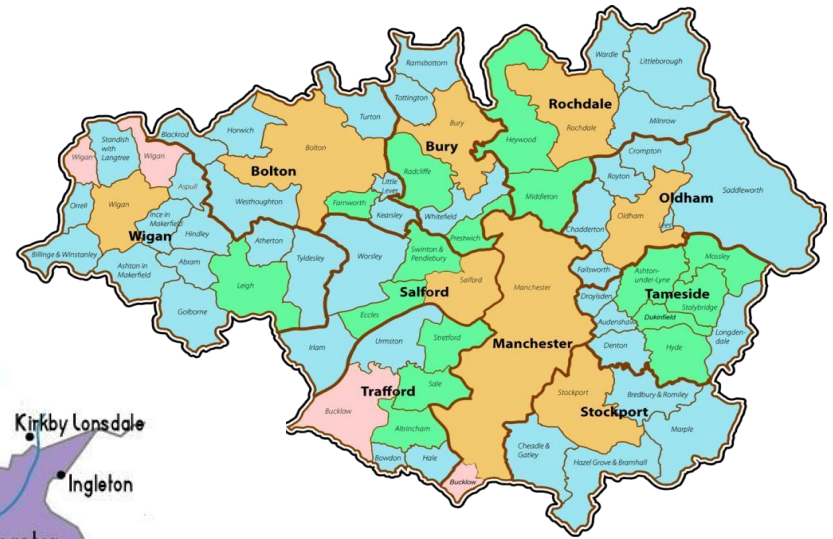 Ramsbottom
Tottington
Bury
Bury
Radcliffe
Whitefield
Prestwich
Wardle
Littleborough
Rochdale
Rochdale
Milnrow
Heywood
Middleton
Crompton
Royton
Oldham
Oldham
Lees
Saddleworth
Chadderton
Failsworth
Turton
Horwich
Blackrod
Bolton
Bolton
Westhoughton
Farnworth
Little
Lever
Kearsley
Wigan
Standish
with
Langtree
Wigan
Aspull
Orrell
Wigan
Ince in
Makerfield
Wigan
Hindley
Billinge & Winstanley
Ashton in
Makerfield
Abram
Golborne
Leigh
Atherton
Tyldesley
Worsley
Swinton &
Pendlebury
Salford
Salford
Eccles
Irlam
Manchester
Manchester
Urmston
Stretford
Trafford
Sale
Bucklow
Altrincham
Bowdon
Hale
Bucklow
Mossley
Ashton-
under-Lyne
Tameside
Stalybridge
Dukinfield
Droylsden
Audenshaw
Denton
Hyde
Longden-
dale
Stockport
Stockport
Bredbury & Romiley
Marple
Cheadle &
Gatley
Hazel Grove & Bramhall
Kirkby Lonsdale
Ingleton